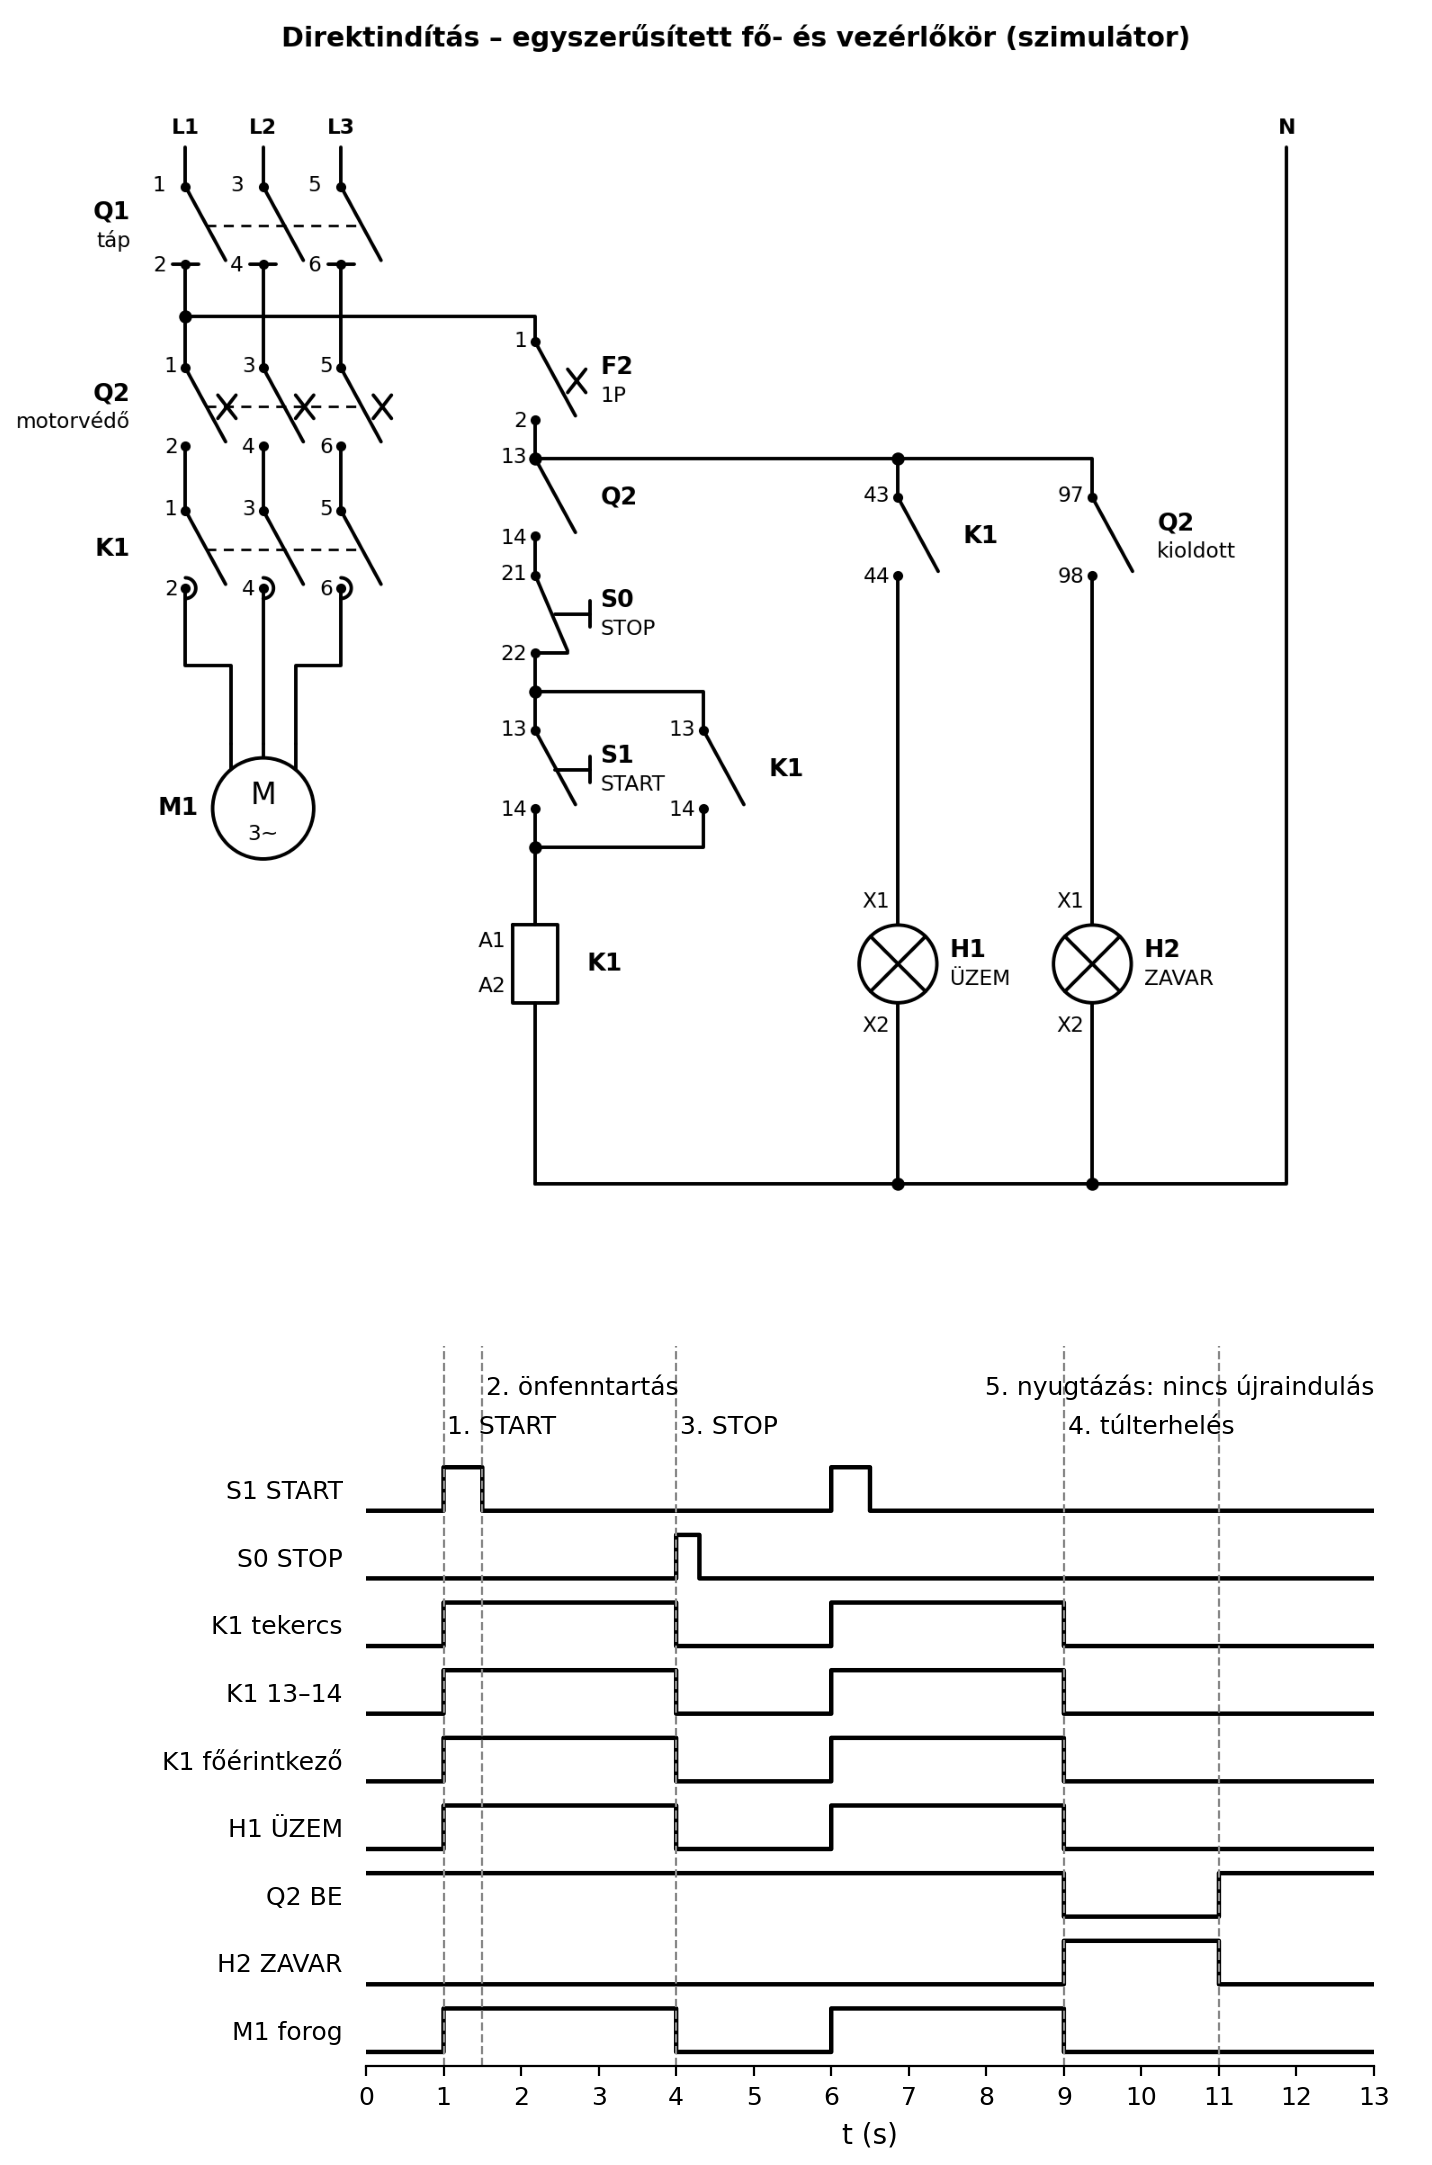 Direktindítás – egyszerűsített fő- és vezérlőkör (szimulátor)
L1 L2 L3 N
1 3 5
Q1
táp
2 4 6
1
1 3 5
F2
1P
Q2
motorvédő
2
2 4 6
13
43 97
Q2
1 3 5
Q2
kioldott
K1
K1
14
21
44 98
2 4 6
S0
STOP
22
13 13
S1
START
K1
M
M1
3~
14 14
X1 X1
A1
K1
A2
H1
ÜZEM
H2
ZAVAR
X2 X2
2. önfenntartás 5. nyugtázás: nincs újraindulás
1. START 3. STOP 4. túlterhelés
S1 START
S0 STOP
K1 tekercs
K1 13–14
K1 főérintkező
H1 ÜZEM
Q2 BE
H2 ZAVAR
M1 forog
0 1 2 3 4 5 6 7 8 9 10 11 12 13
t (s)